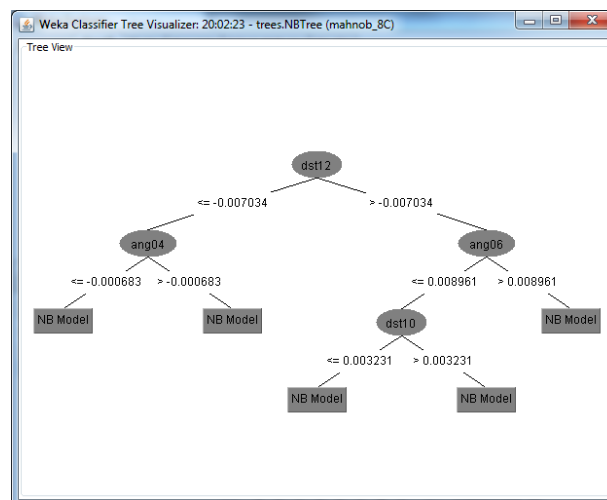 Weka Classifier Tree Visualizer: 20:02:23 - trees.NBTree (mahnob_8C)
Tree View
dst12
<= -0.007034
> -0.007034
ang04
ang06
<= -0.000683
> -0.000683
<= 0.008961
> 0.008961
NB Model
NB Model
dst10
NB Model
<= 0.003231
> 0.003231
NB Model
NB Model